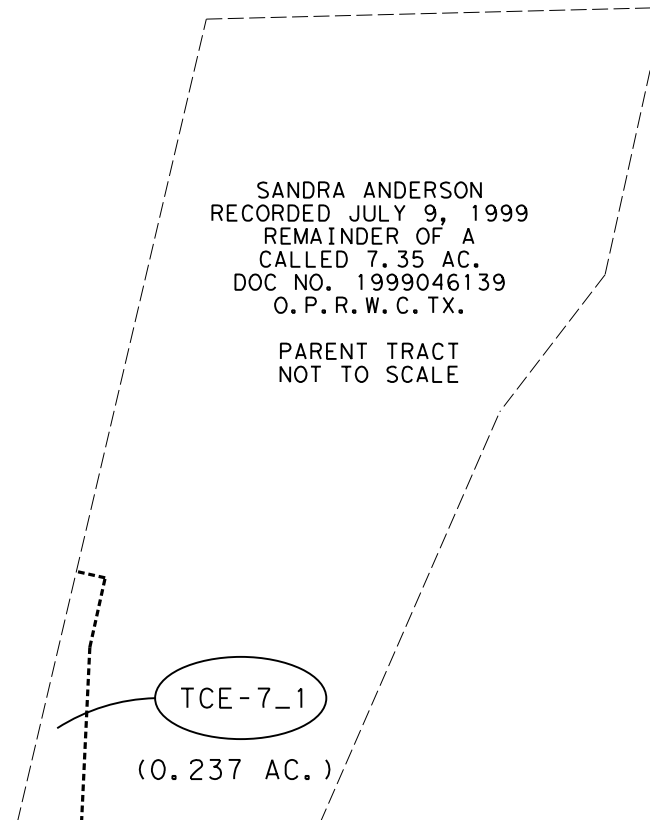 SANDRA ANDERSON
RECORDED JULY 9, 1999
REMAINDER OF A
CALLED 7.35 AC.
DOC NO. 1999046139
O.P.R.W.C.TX.
PARENT TRACT
NOT TO SCALE
TCE-7_1
(0.237 AC.)